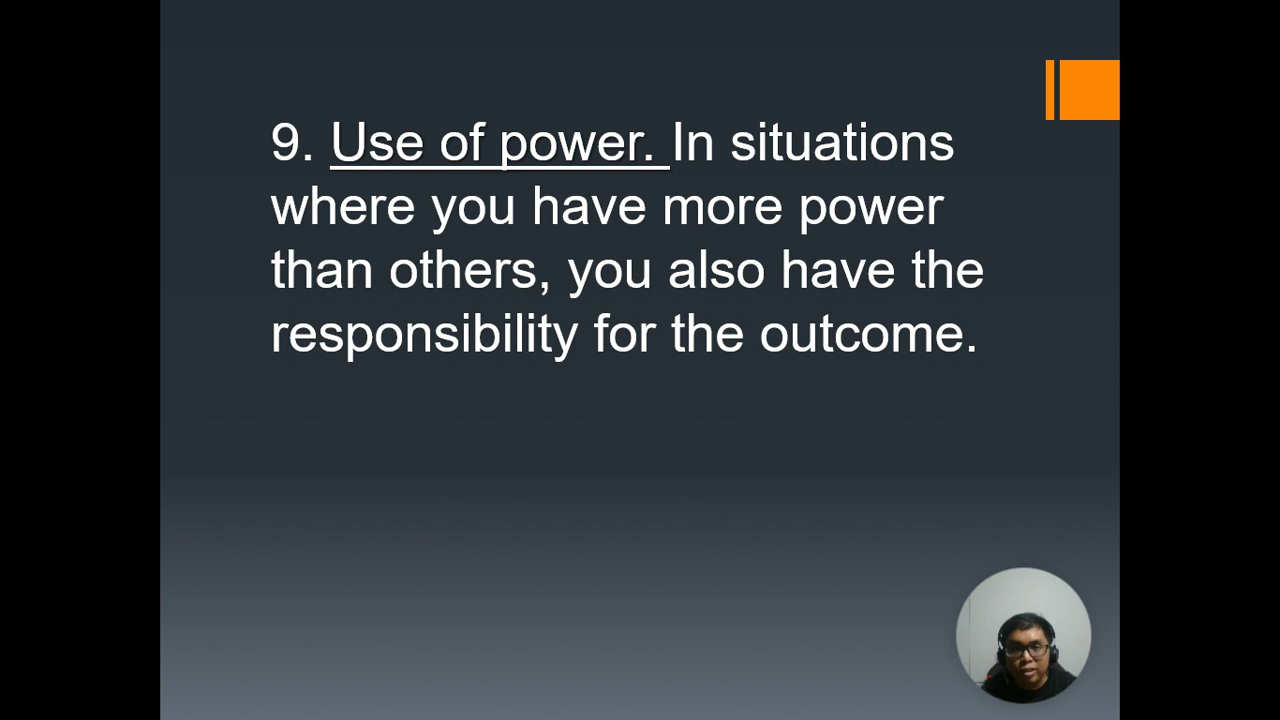 9. Use of power. In situations
where you have more power
than others, you also have the
responsibility for the outcome.